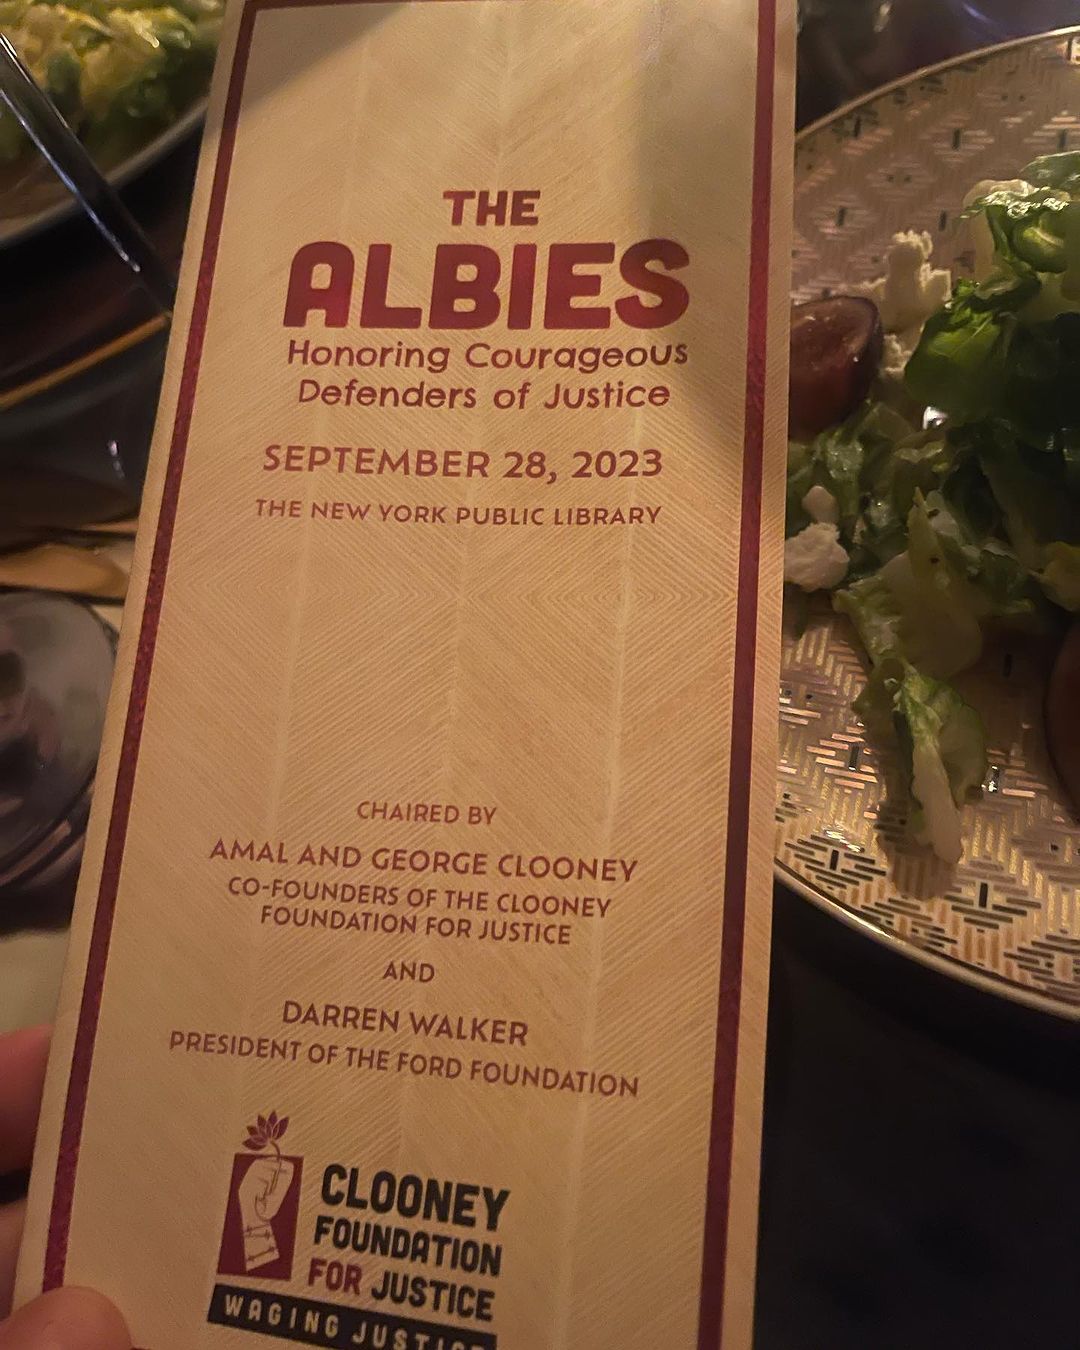 THE
ALBIES
Honoring Courageous
Defenders of Justice
SEPTEMBER 28, 2023
THE NEW YORK PUBLIC LIBRARY
CHAIRED BY
AMAL AND GEORGE CLOONEY
CO-FOUNDERS OF THE CLOONEY
FOUNDATION FOR JUSTICE
AND
DARREN WALKER
PRESIDENT OF THE FORD FOUNDATION
CLOONEY
FOUNDATION
FOR JUSTICE
WAGING JUSTICE